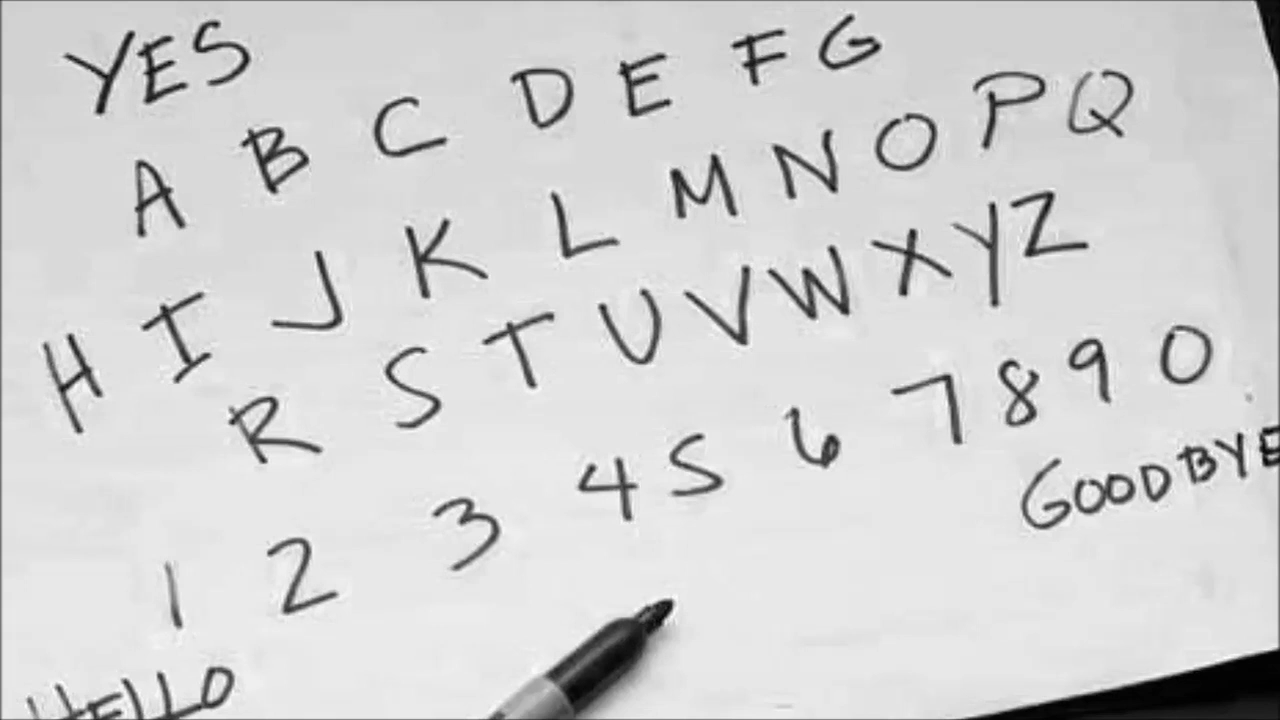 YES
A B C D E F G
H I J K L M N O P Q
R S T U V W X Y Z
1 2 3 4 5 6 7 8 9 0
GOODBYE
HELLO